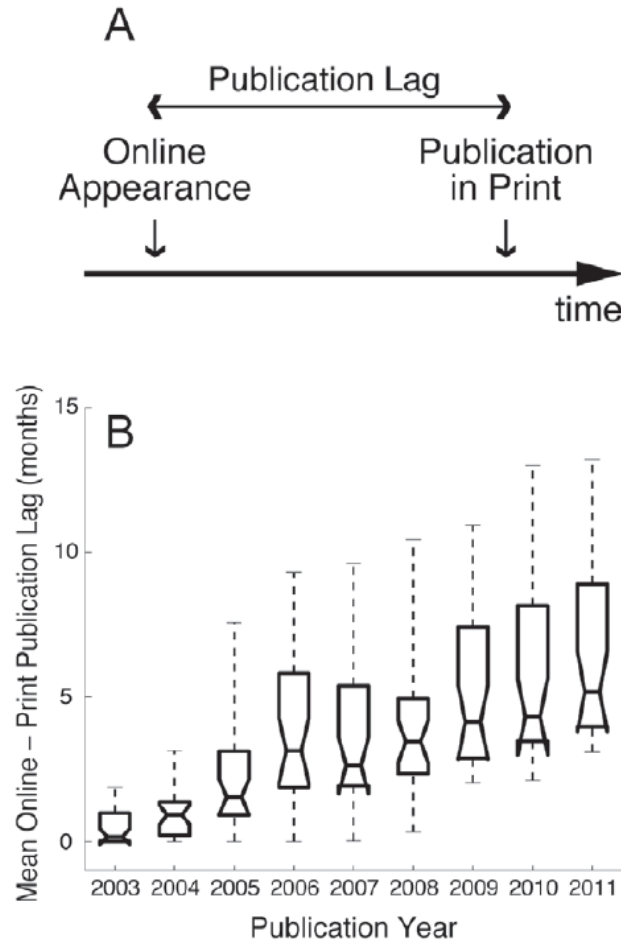 A
Publication Lag
Online
Appearance
Publication
in Print
time
B
Mean Online – Print Publication Lag (months)
15
10
5
0
2003 2004 2005 2006 2007 2008 2009 2010 2011
Publication Year